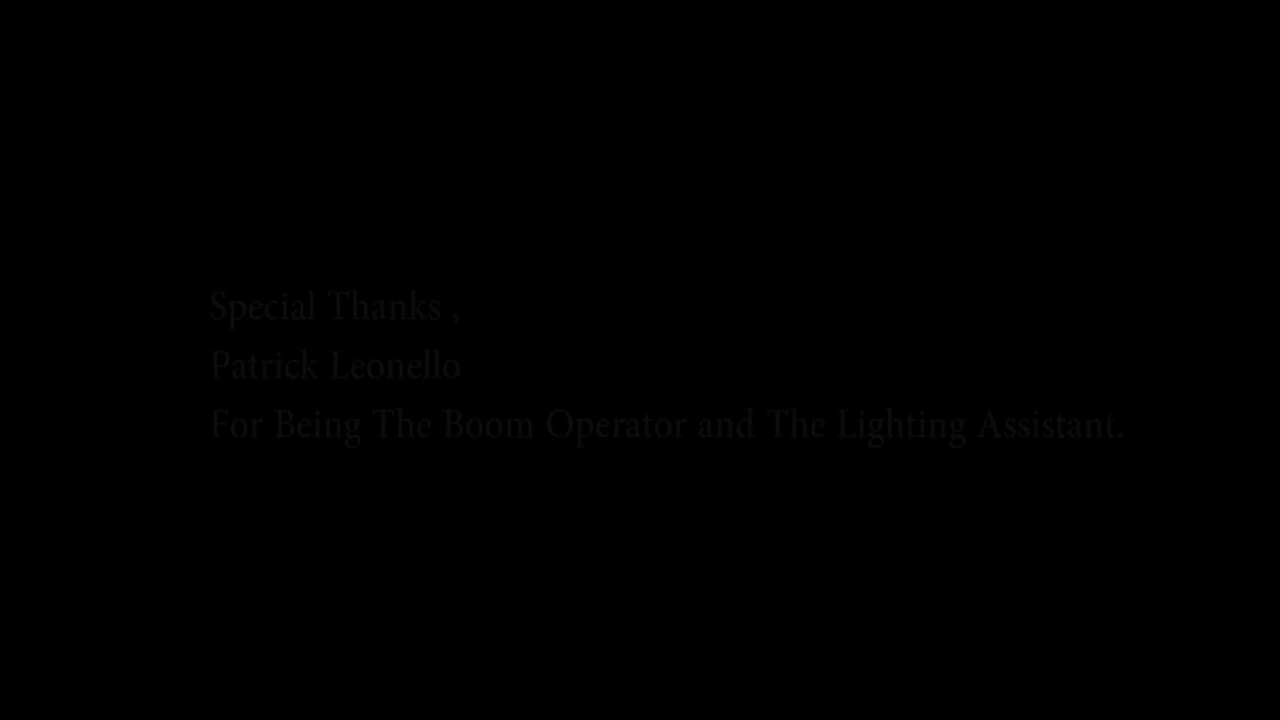 Special Thanks ,
Patrick Leonello
For Being The Boom Operator and The Lighting Assistant.